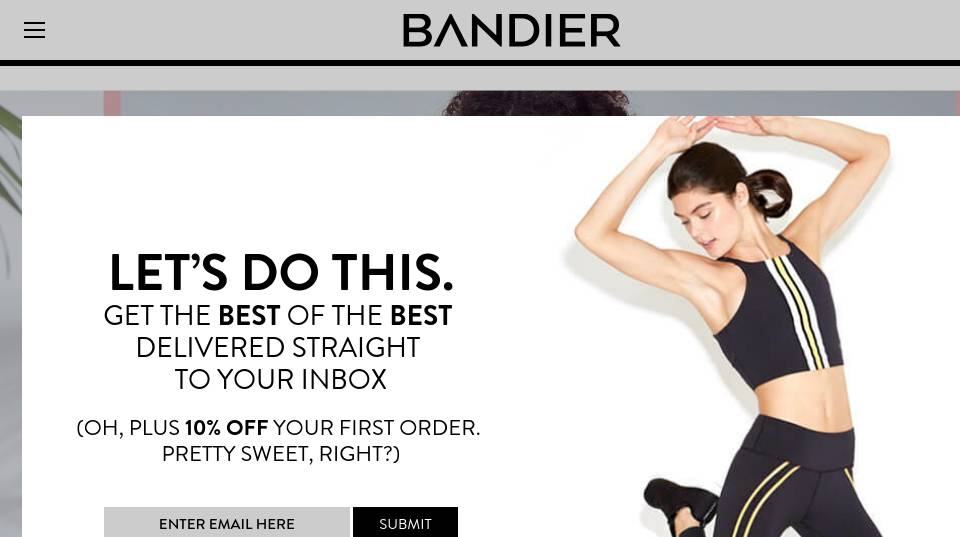 BANDIER
LET'S DO THIS.
GET THE BEST OF THE BEST
DELIVERED STRAIGHT
TO YOUR INBOX
(OH, PLUS 10% OFF YOUR FIRST ORDER.
PRETTY SWEET, RIGHT?)
ENTER EMAIL HERE SUBMIT